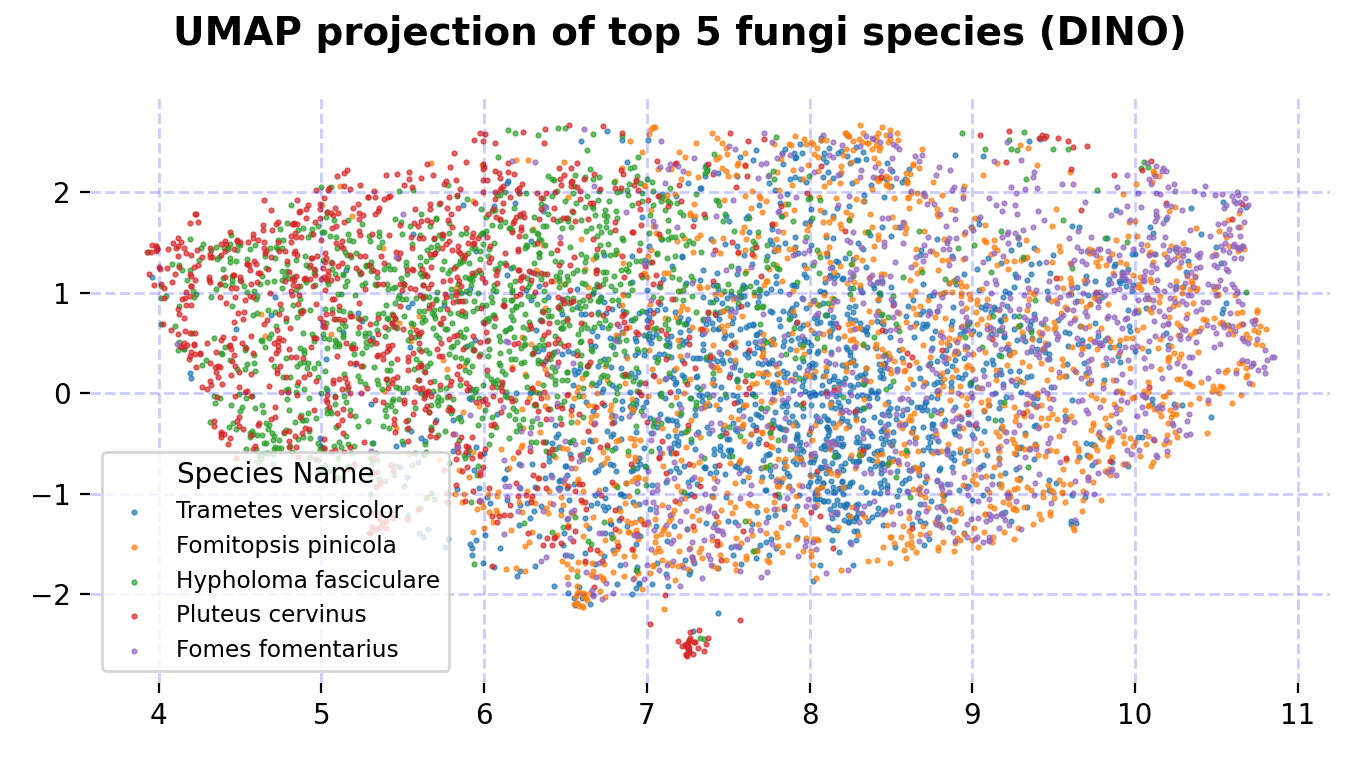 UMAP projection of top 5 fungi species (DINO)
2
1
0
−1
−2
Species Name
Trametes versicolor
Fomitopsis pinicola
Hypholoma fasciculare
Pluteus cervinus
Fomes fomentarius
4 5 6 7 8 9 10 11